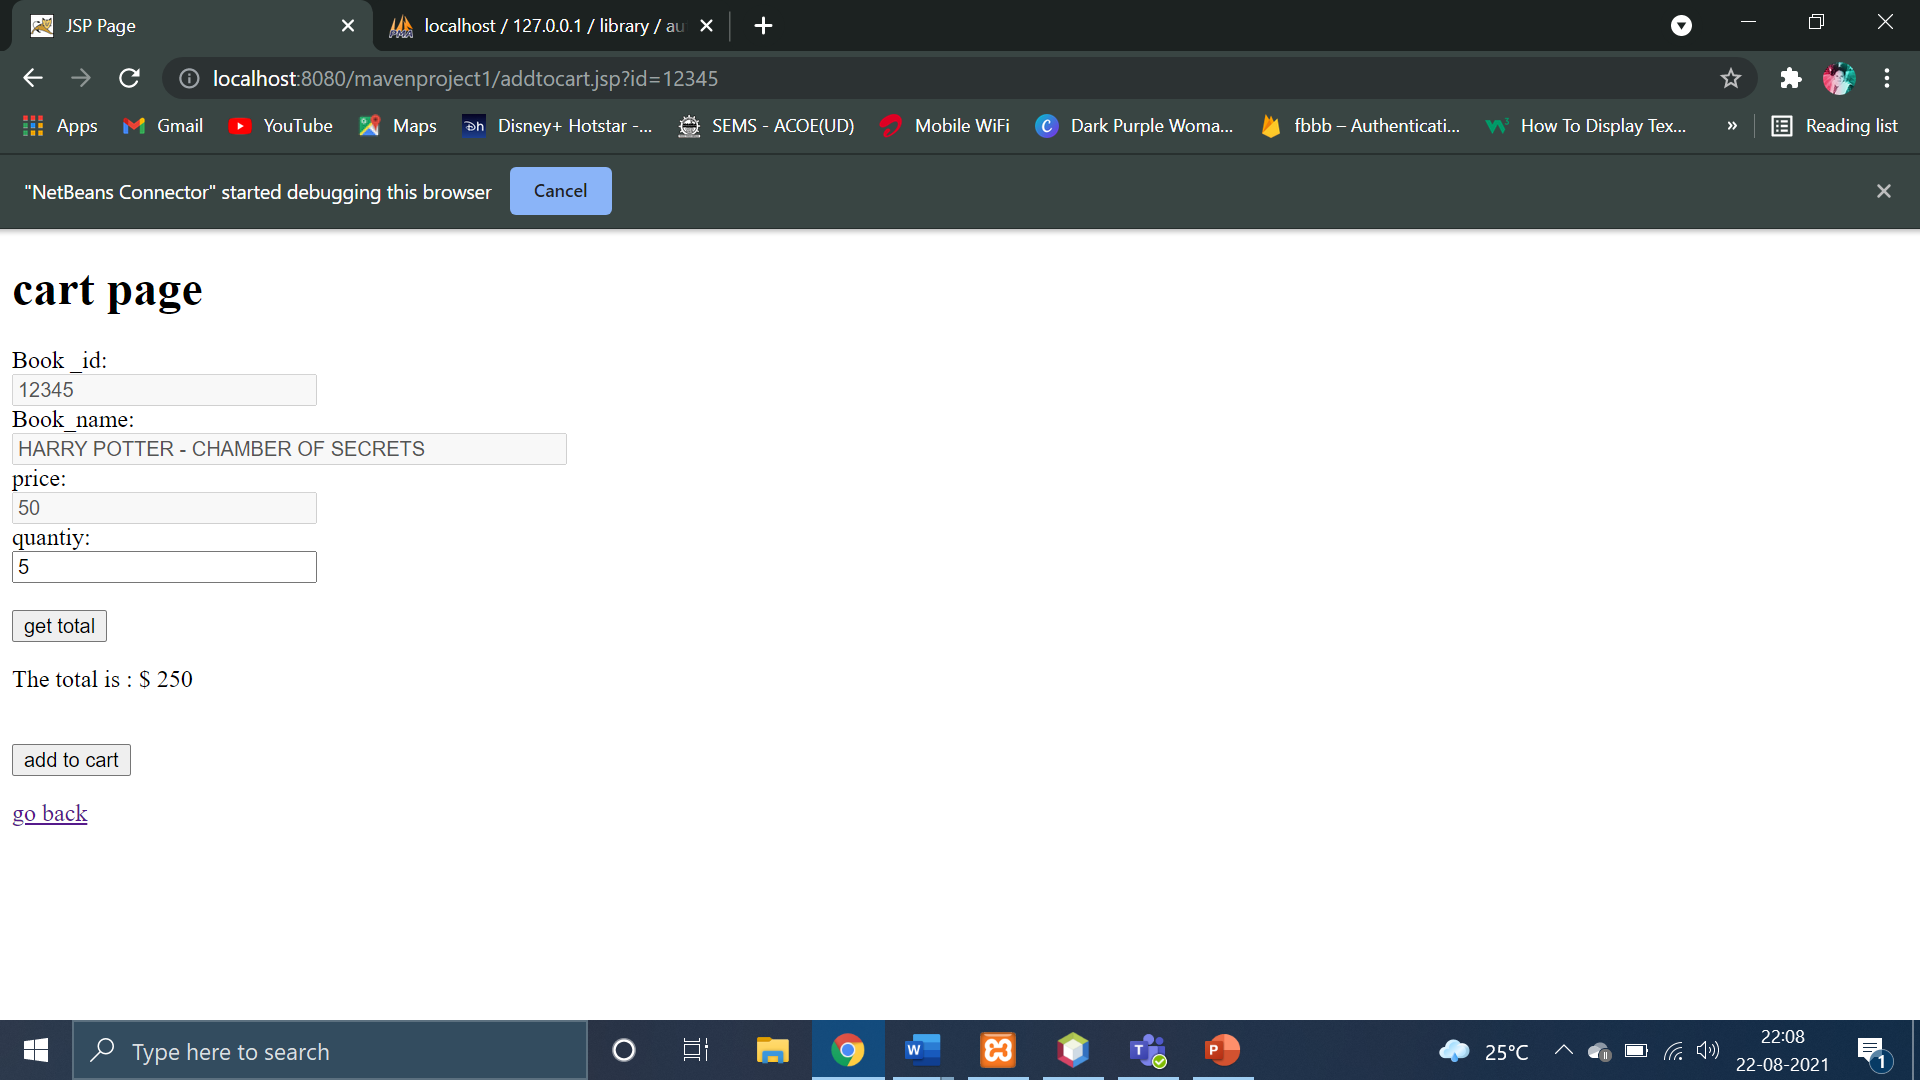 JSP Page
localhost / 127.0.0.1 / library / au
localhost:8080/mavenproject1/addtocart.jsp?id=12345
Apps Gmail YouTube Maps Disney+ Hotstar -... SEMS - ACOE(UD) Mobile WiFi Dark Purple Woma... fbbb – Authenticati... How To Display Tex... » Reading list
"NetBeans Connector" started debugging this browser Cancel
cart page
Book _id:
12345
Book_name:
HARRY POTTER - CHAMBER OF SECRETS
price:
50
quantiy:
5
get total
The total is : $ 250
add to cart
go back
Type here to search
25°C
22:08
22-08-2021
1